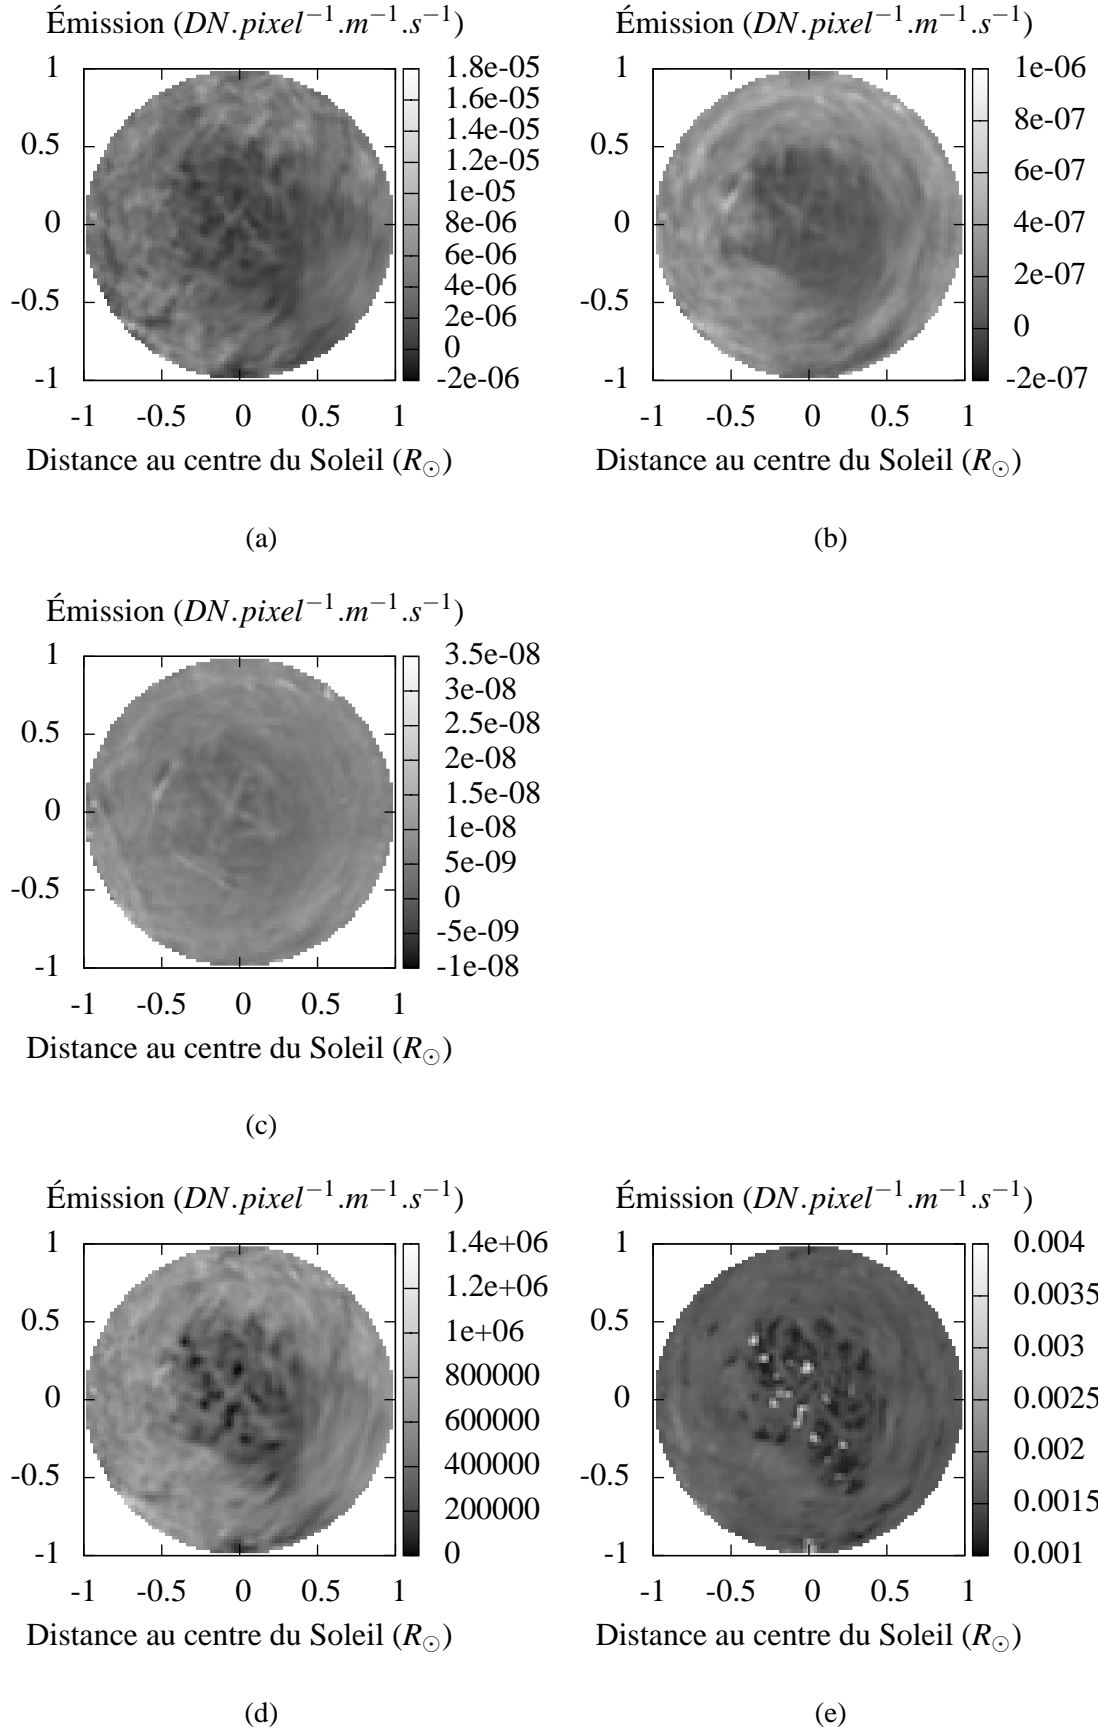 Émission (DN.pixel⁻¹.m⁻¹.s⁻¹)
1
0.5
0
-0.5
-1
-1 -0.5 0 0.5 1
1.8e-05
1.6e-05
1.4e-05
1.2e-05
1e-05
8e-06
6e-06
4e-06
2e-06
0
-2e-06
Distance au centre du Soleil (R☉)
(a)
Émission (DN.pixel⁻¹.m⁻¹.s⁻¹)
1
0.5
0
-0.5
-1
-1 -0.5 0 0.5 1
1e-06
8e-07
6e-07
4e-07
2e-07
0
-2e-07
Distance au centre du Soleil (R☉)
(b)
Émission (DN.pixel⁻¹.m⁻¹.s⁻¹)
1
0.5
0
-0.5
-1
-1 -0.5 0 0.5 1
3.5e-08
3e-08
2.5e-08
2e-08
1.5e-08
1e-08
5e-09
0
-5e-09
-1e-08
Distance au centre du Soleil (R☉)
(c)
Émission (DN.pixel⁻¹.m⁻¹.s⁻¹)
1
0.5
0
-0.5
-1
-1 -0.5 0 0.5 1
1.4e+06
1.2e+06
1e+06
800000
600000
400000
200000
0
Distance au centre du Soleil (R☉)
(d)
Émission (DN.pixel⁻¹.m⁻¹.s⁻¹)
1
0.5
0
-0.5
-1
-1 -0.5 0 0.5 1
0.004
0.0035
0.003
0.0025
0.002
0.0015
0.001
Distance au centre du Soleil (R☉)
(e)